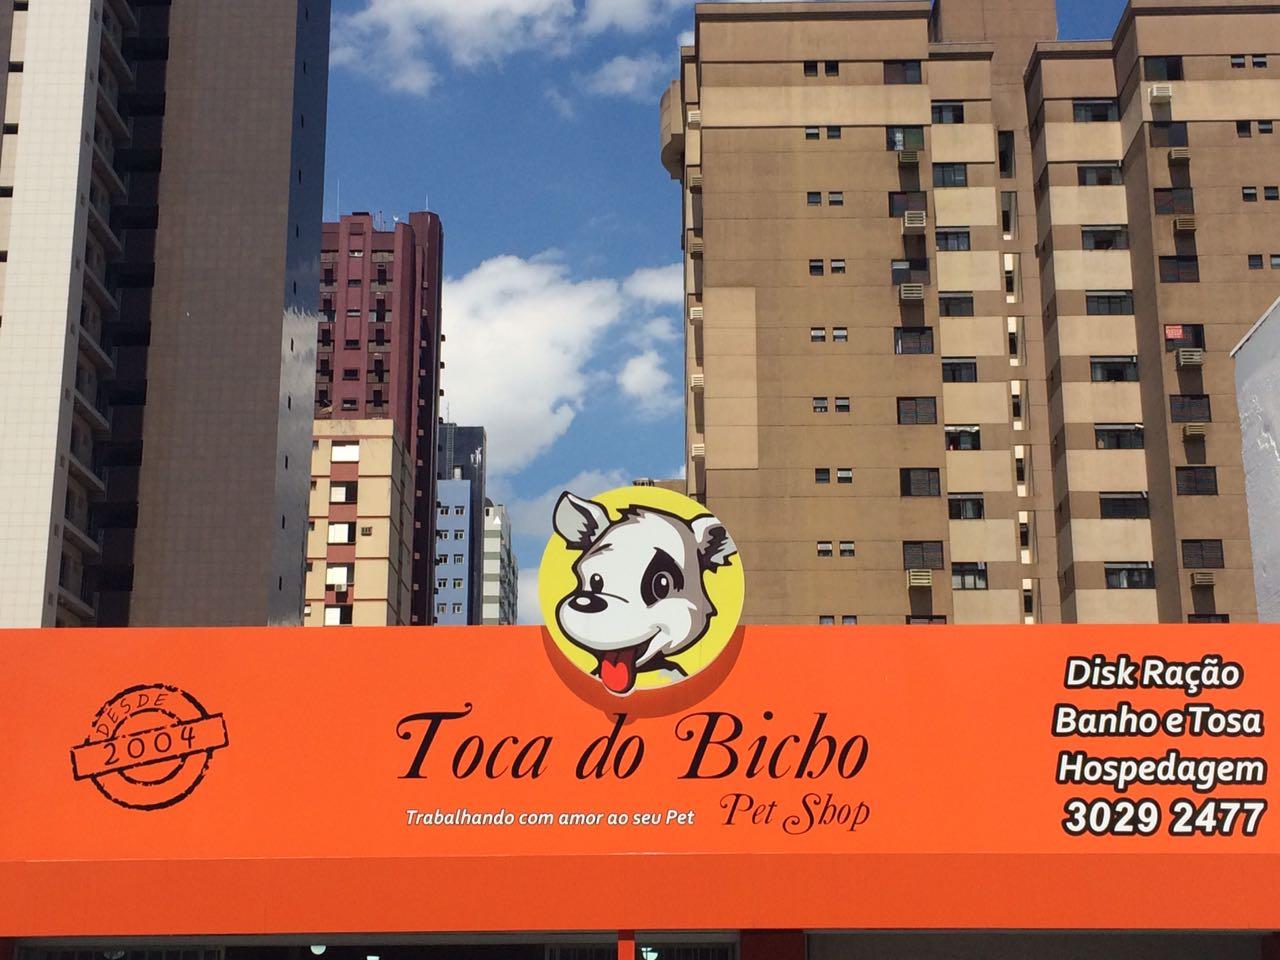 DESDE
2004
Toca do Bicho
Trabalhando com amor ao seu Pet
Pet Shop
Disk Ração
Banho e Tosa
Hospedagem
3029 2477